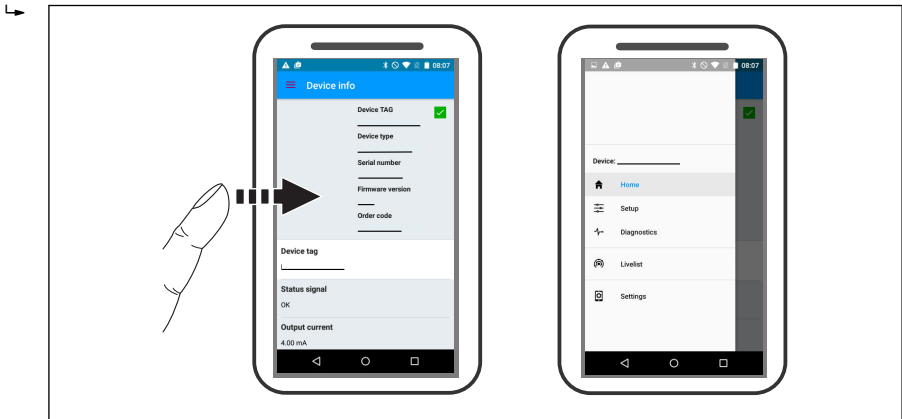 08:07
Device info
Device TAG
Device type
Serial number
Firmware version
Order code
Device tag
Status signal
OK
Output current
4.00 mA
08:07
Device:
Home
Setup
Diagnostics
Livelist
Settings